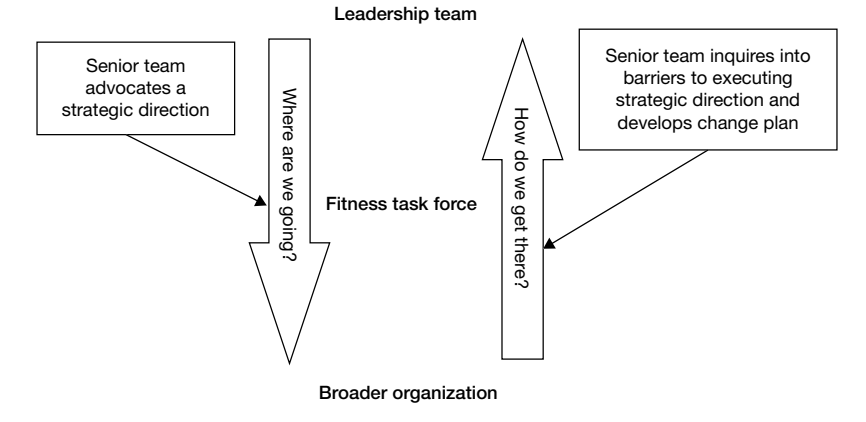 Leadership team
Senior team
advocates a
strategic direction
Where are we going?
Fitness task force
How do we get there?
Senior team inquires into
barriers to executing
strategic direction and
develops change plan
Broader organization